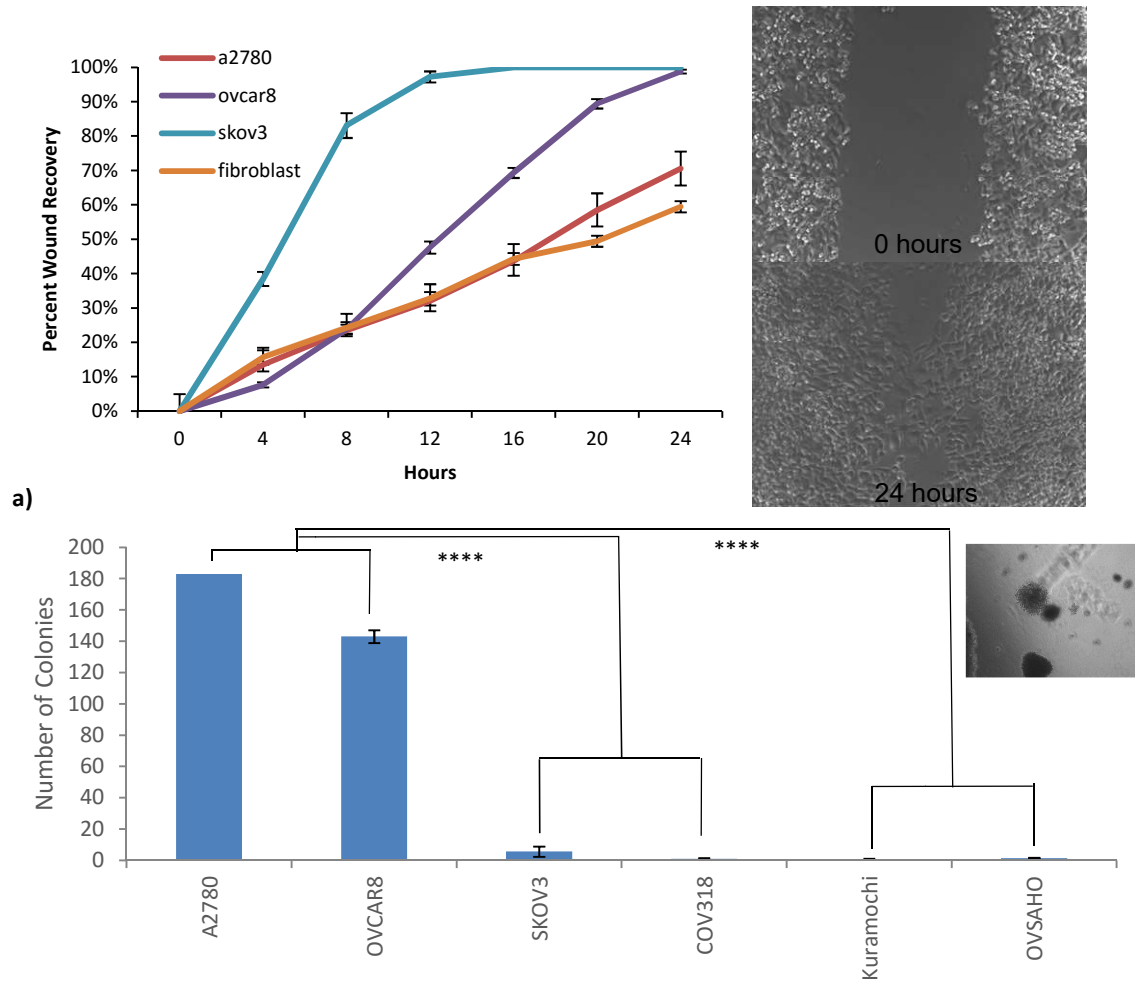 a2780
ovcar8
skov3
fibroblast
100%
90%
80%
70%
60%
50%
40%
30%
20%
10%
0%
Percent Wound Recovery
0 4 8 12 16 20 24
Hours
0 hours
24 hours
a)
200
180
160
140
120
100
80
60
40
20
0
Number of Colonies
**** ****
A2780
OVCAR8
SKOV3
COV318
Kuramochi
OVSAHO